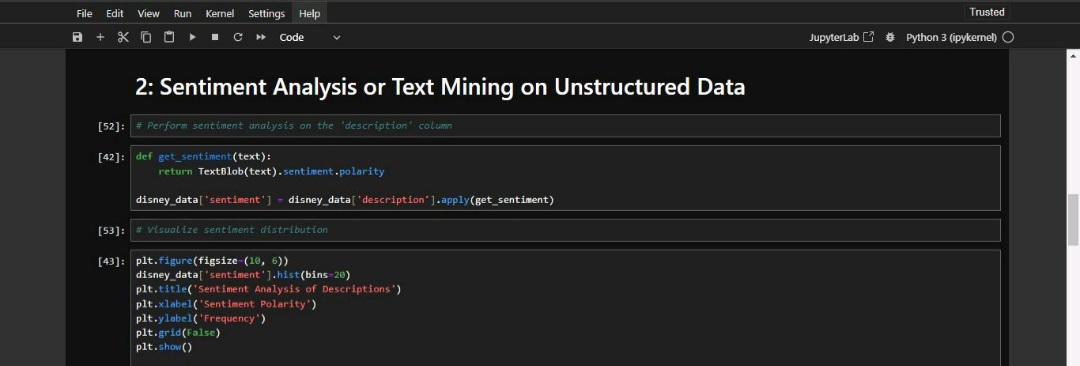 File Edit View Run Kernel Settings Help Trusted
Code JupyterLab Python 3 (ipykernel)
2: Sentiment Analysis or Text Mining on Unstructured Data
[52]: # Perform sentiment analysis on the 'description' column
[42]: def get_sentiment(text):
return TextBlob(text).sentiment.polarity
disney_data['sentiment'] = disney_data['description'].apply(get_sentiment)
[53]: # Visualize sentiment distribution
[43]: plt.figure(figsize=(10, 6))
disney_data['sentiment'].hist(bins=20)
plt.title('Sentiment Analysis of Descriptions')
plt.xlabel('Sentiment Polarity')
plt.ylabel('Frequency')
plt.grid(False)
plt.show()